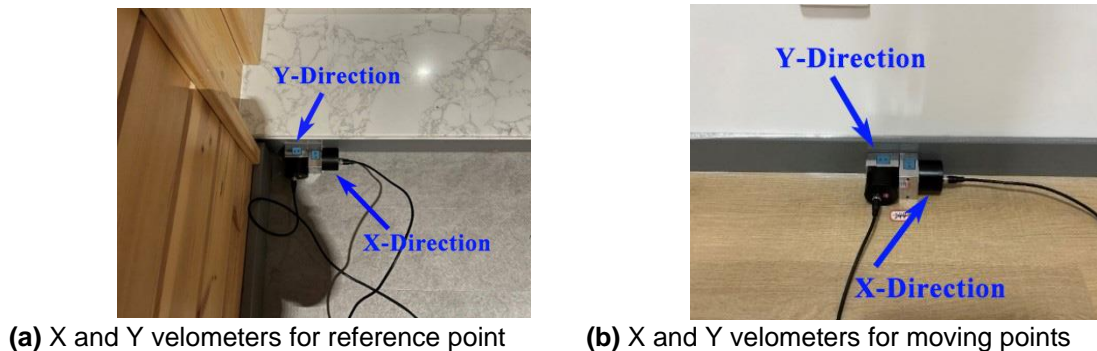 Y-Direction
X-Direction
Y-Direction
X-Direction
(a) X and Y velometers for reference point
(b) X and Y velometers for moving points